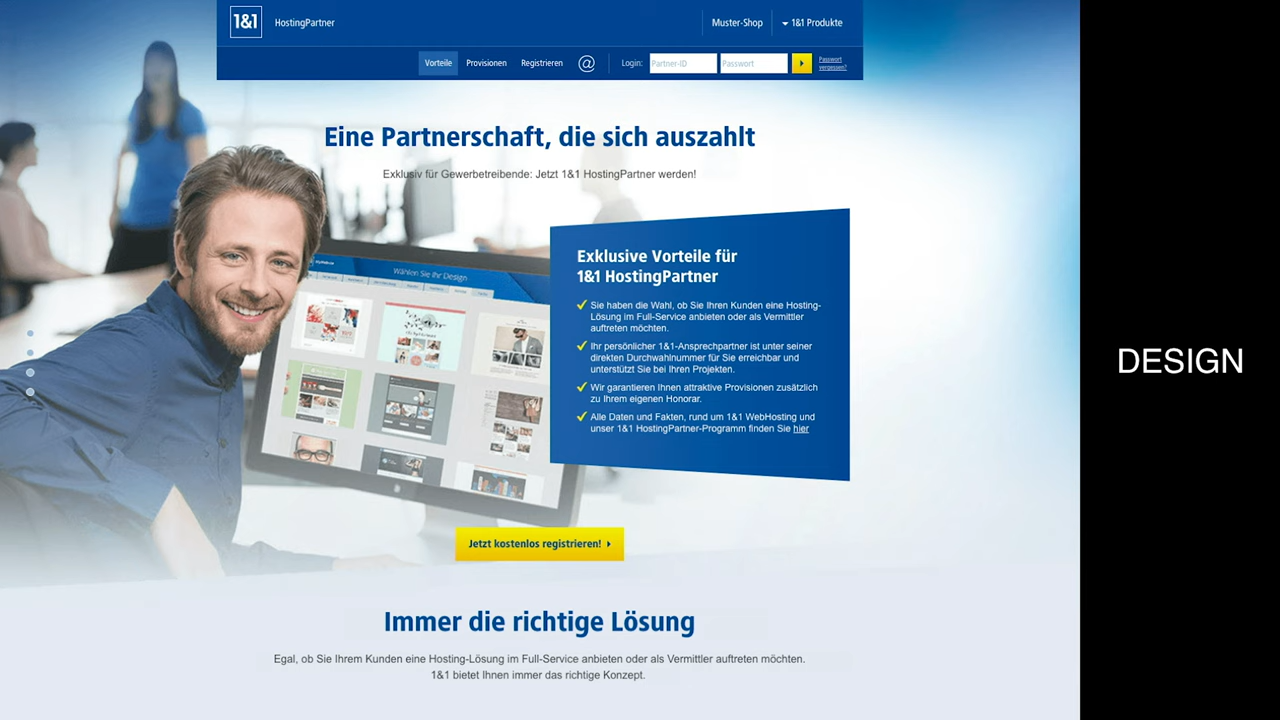 1&1 HostingPartner
Muster-Shop
1&1 Produkte
Vorteile
Provisionen
Registrieren
@
Login:
Partner-ID
Passwort
Passwort
vergessen?
Eine Partnerschaft, die sich auszahlt
Exklusiv für Gewerbetreibende: Jetzt 1&1 HostingPartner werden!
Wählen Sie Ihr Design
Exklusive Vorteile für
1&1 HostingPartner
Sie haben die Wahl, ob Sie Ihren Kunden eine Hosting-
Lösung im Full-Service anbieten oder als Vermittler
auftreten möchten.
Ihr persönlicher 1&1-Ansprechpartner ist unter seiner
direkten Durchwahlnummer für Sie erreichbar und
unterstützt Sie bei Ihren Projekten.
Wir garantieren Ihnen attraktive Provisionen zusätzlich
zu Ihrem eigenen Honorar.
Alle Daten und Fakten, rund um 1&1 WebHosting und
unser 1&1 HostingPartner-Programm finden Sie hier
DESIGN
Jetzt kostenlos registrieren!
Immer die richtige Lösung
Egal, ob Sie Ihrem Kunden eine Hosting-Lösung im Full-Service anbieten oder als Vermittler auftreten möchten.
1&1 bietet Ihnen immer das richtige Konzept.